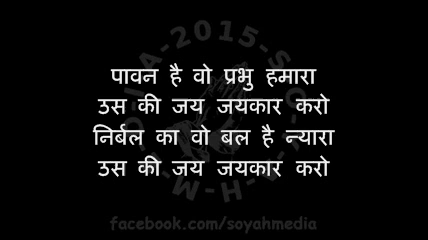 पावन है वो प्रभु हमारा
उस की जय जयकार करो
निर्बल का वो बल है न्यारा
उस की जय जयकार करो
facebook.com/soyahmedia